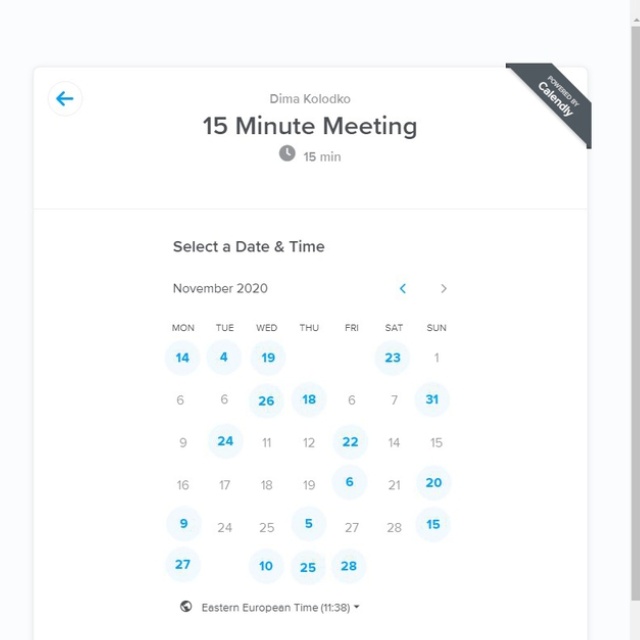 POWERED BY
Calendly
Dima Kolodko
15 Minute Meeting
15 min
Select a Date & Time
November 2020
MON TUE WED THU FRI SAT SUN
14 4 19 23 1
6 6 26 18 6 7 31
9 24 11 12 22 14 15
16 17 18 19 6 21 20
9 24 25 5 27 28 15
27 10 25 28
Eastern European Time (11:38)